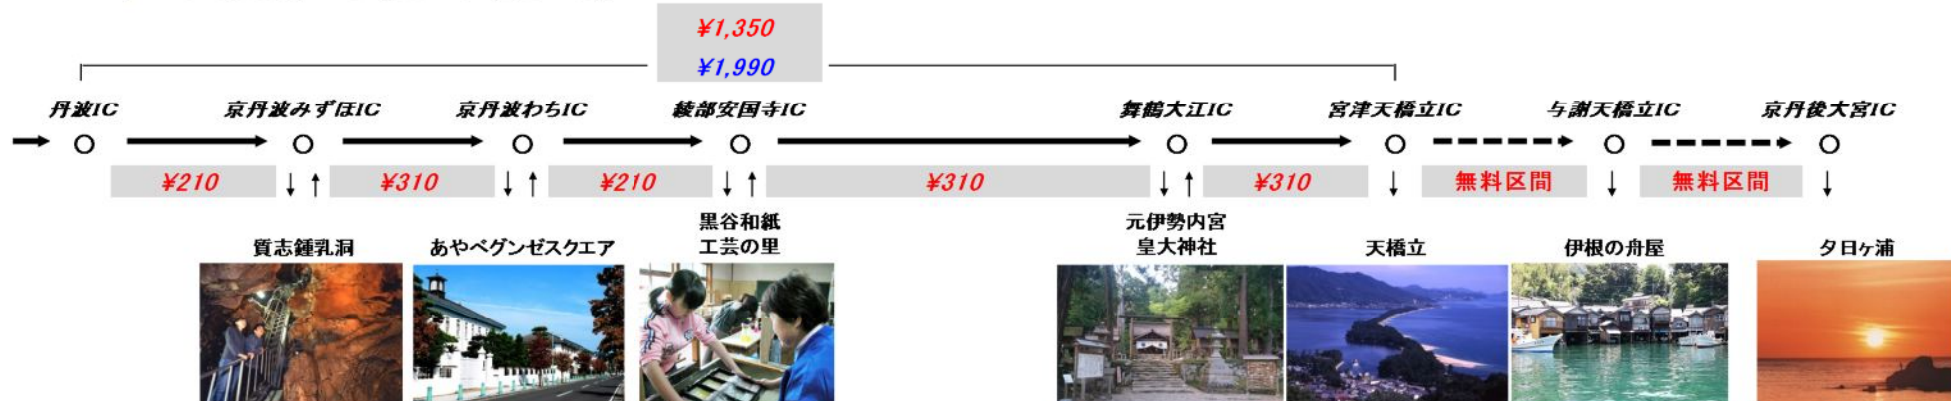 ¥1,350
¥1,990
丹波IC
京丹波みずほIC
京丹波わちIC
綾部安国寺IC
舞鶴大江IC
宮津天橋立IC
与謝天橋立IC
京丹後大宮IC
¥210
¥310
¥210
¥310
¥310
無料区間
無料区間
質志鍾乳洞
あやべグンゼスクエア
黒谷和紙
工芸の里
元伊勢内宮
皇大神社
天橋立
伊根の舟屋
夕日ヶ浦